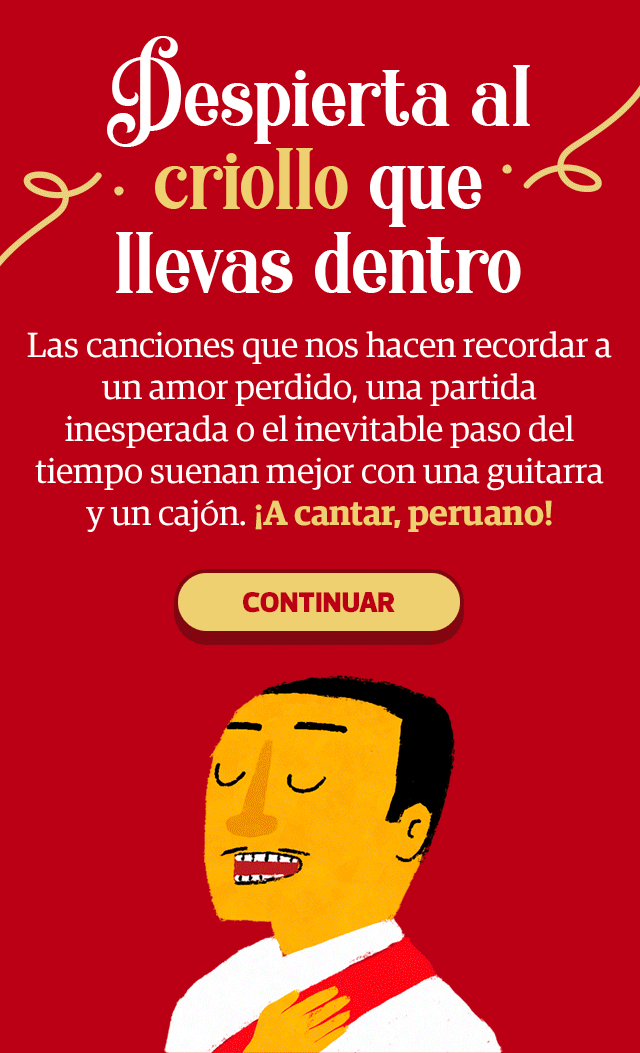 Despierta al
criollo que
llevas dentro
Las canciones que nos hacen recordar a
un amor perdido, una partida
inesperada o el inevitable paso del
tiempo suenan mejor con una guitarra
y un cajón. ¡A cantar, peruano!
CONTINUAR